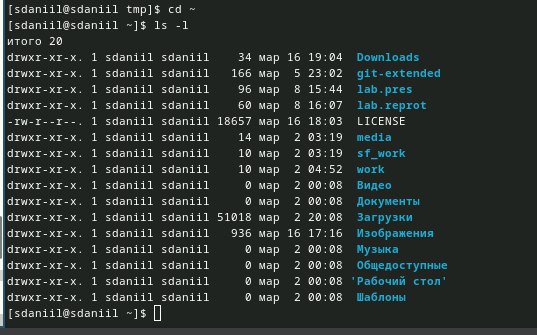 [sdaniil@sdaniil tmp]$ cd ~
[sdaniil@sdaniil ~]$ ls -l
итого 20
drwxr-xr-x. 1 sdaniil sdaniil    34 мар 16 19:04  Downloads
drwxr-xr-x. 1 sdaniil sdaniil   166 мар  5 23:02  git-extended
drwxr-xr-x. 1 sdaniil sdaniil    96 мар  8 15:44  lab.pres
drwxr-xr-x. 1 sdaniil sdaniil    60 мар  8 16:07  lab.reprot
-rw-r--r--. 1 sdaniil sdaniil 18657 мар 16 18:03  LICENSE
drwxr-xr-x. 1 sdaniil sdaniil    14 мар  2 03:19  media
drwxr-xr-x. 1 sdaniil sdaniil    10 мар  2 03:19  sf_work
drwxr-xr-x. 1 sdaniil sdaniil    10 мар  2 04:52  work
drwxr-xr-x. 1 sdaniil sdaniil     0 мар  2 00:08  Видео
drwxr-xr-x. 1 sdaniil sdaniil     0 мар  2 00:08  Документы
drwxr-xr-x. 1 sdaniil sdaniil 51018 мар  2 20:08  Загрузки
drwxr-xr-x. 1 sdaniil sdaniil   936 мар 16 17:16  Изображения
drwxr-xr-x. 1 sdaniil sdaniil     0 мар  2 00:08  Музыка
drwxr-xr-x. 1 sdaniil sdaniil     0 мар  2 00:08  Общедоступные
drwxr-xr-x. 1 sdaniil sdaniil     0 мар  2 00:08 'Рабочий стол'
drwxr-xr-x. 1 sdaniil sdaniil     0 мар  2 00:08  Шаблоны
[sdaniil@sdaniil ~]$